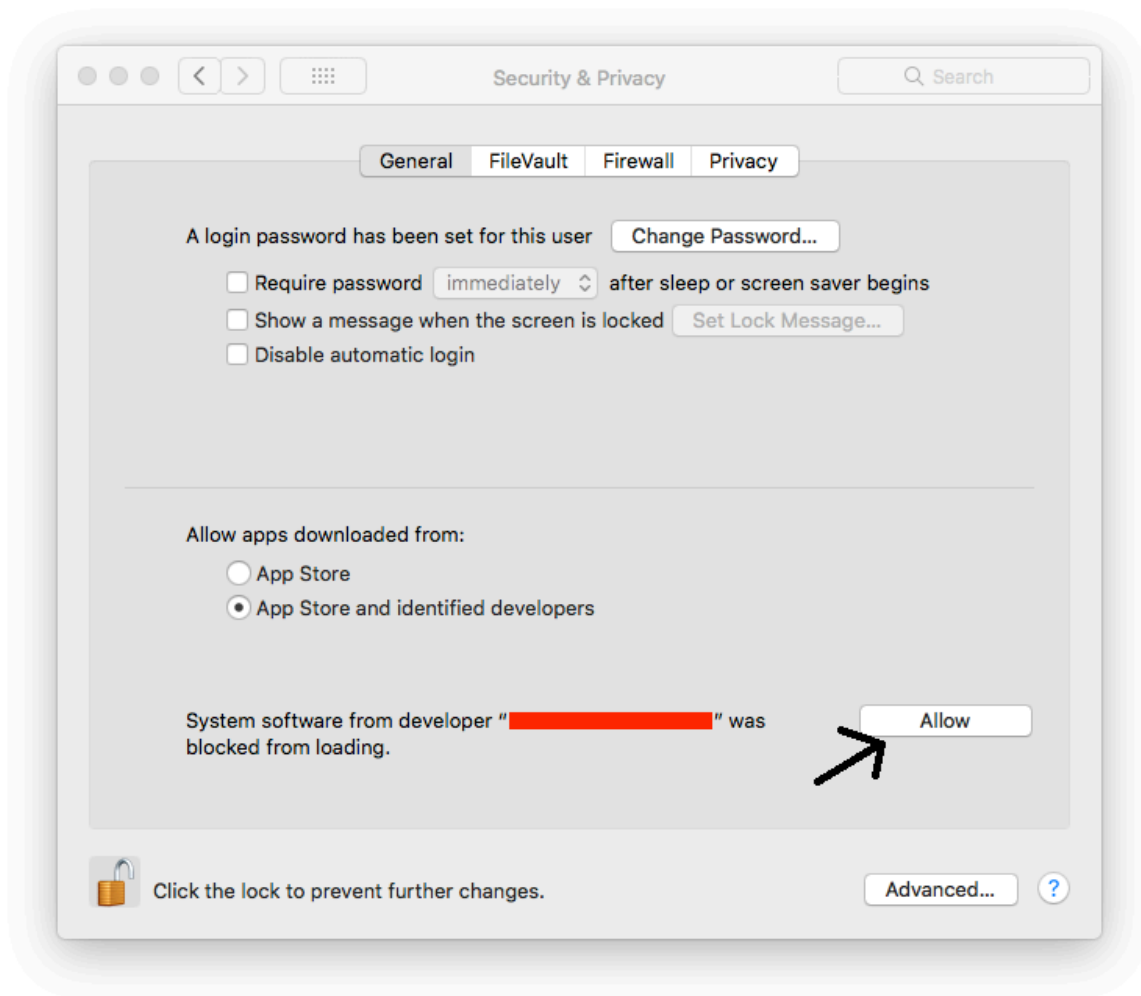 Security & Privacy
Search
General FileVault Firewall Privacy
A login password has been set for this user Change Password...
Require password immediately after sleep or screen saver begins
Show a message when the screen is locked Set Lock Message...
Disable automatic login
Allow apps downloaded from:
App Store
App Store and identified developers
System software from developer “ ” was
blocked from loading.
Allow
Click the lock to prevent further changes.
Advanced...
?